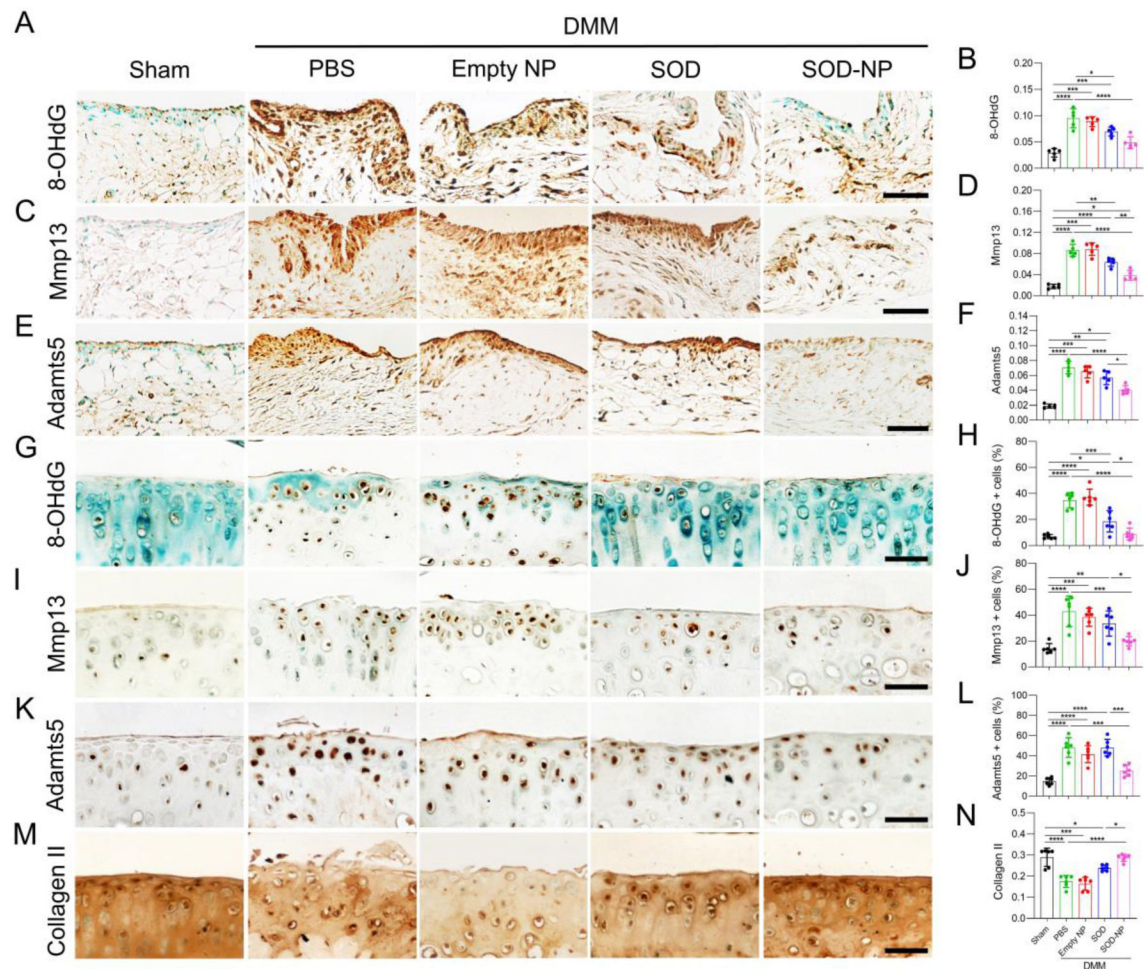 A
DMM
Sham
PBS
Empty NP
SOD
SOD-NP
8-OHdG
C
Mmp13
E
Adamts5
G
8-OHdG
I
Mmp13
K
Adamts5
M
Collagen II
B
8-OHdG
0.20
0.15
0.10
0.05
0.00
*
***
***
**** ****
D
Mmp13
0.20
0.16
0.12
0.08
0.04
0.00
**
*
**** **
***
**** ****
F
Adamts5
0.14
0.12
0.10
0.08
0.06
0.04
0.02
0.00
*
**
***
**** **** *
H
8-OHdG + cells (%)
80
60
40
20
0
***
* *
****
**** ****
J
Mmp13 + cells (%)
80
60
40
20
0
** *
***
**** ***
L
Adamts5 + cells (%)
100
80
60
40
20
0
**** ***
****
**** ***
N
Collagen II
0.5
0.4
0.3
0.2
0.1
0.0
* *
***
**** ****
Sham
PBS
Empty NP
SOD
SOD-NP
DMM